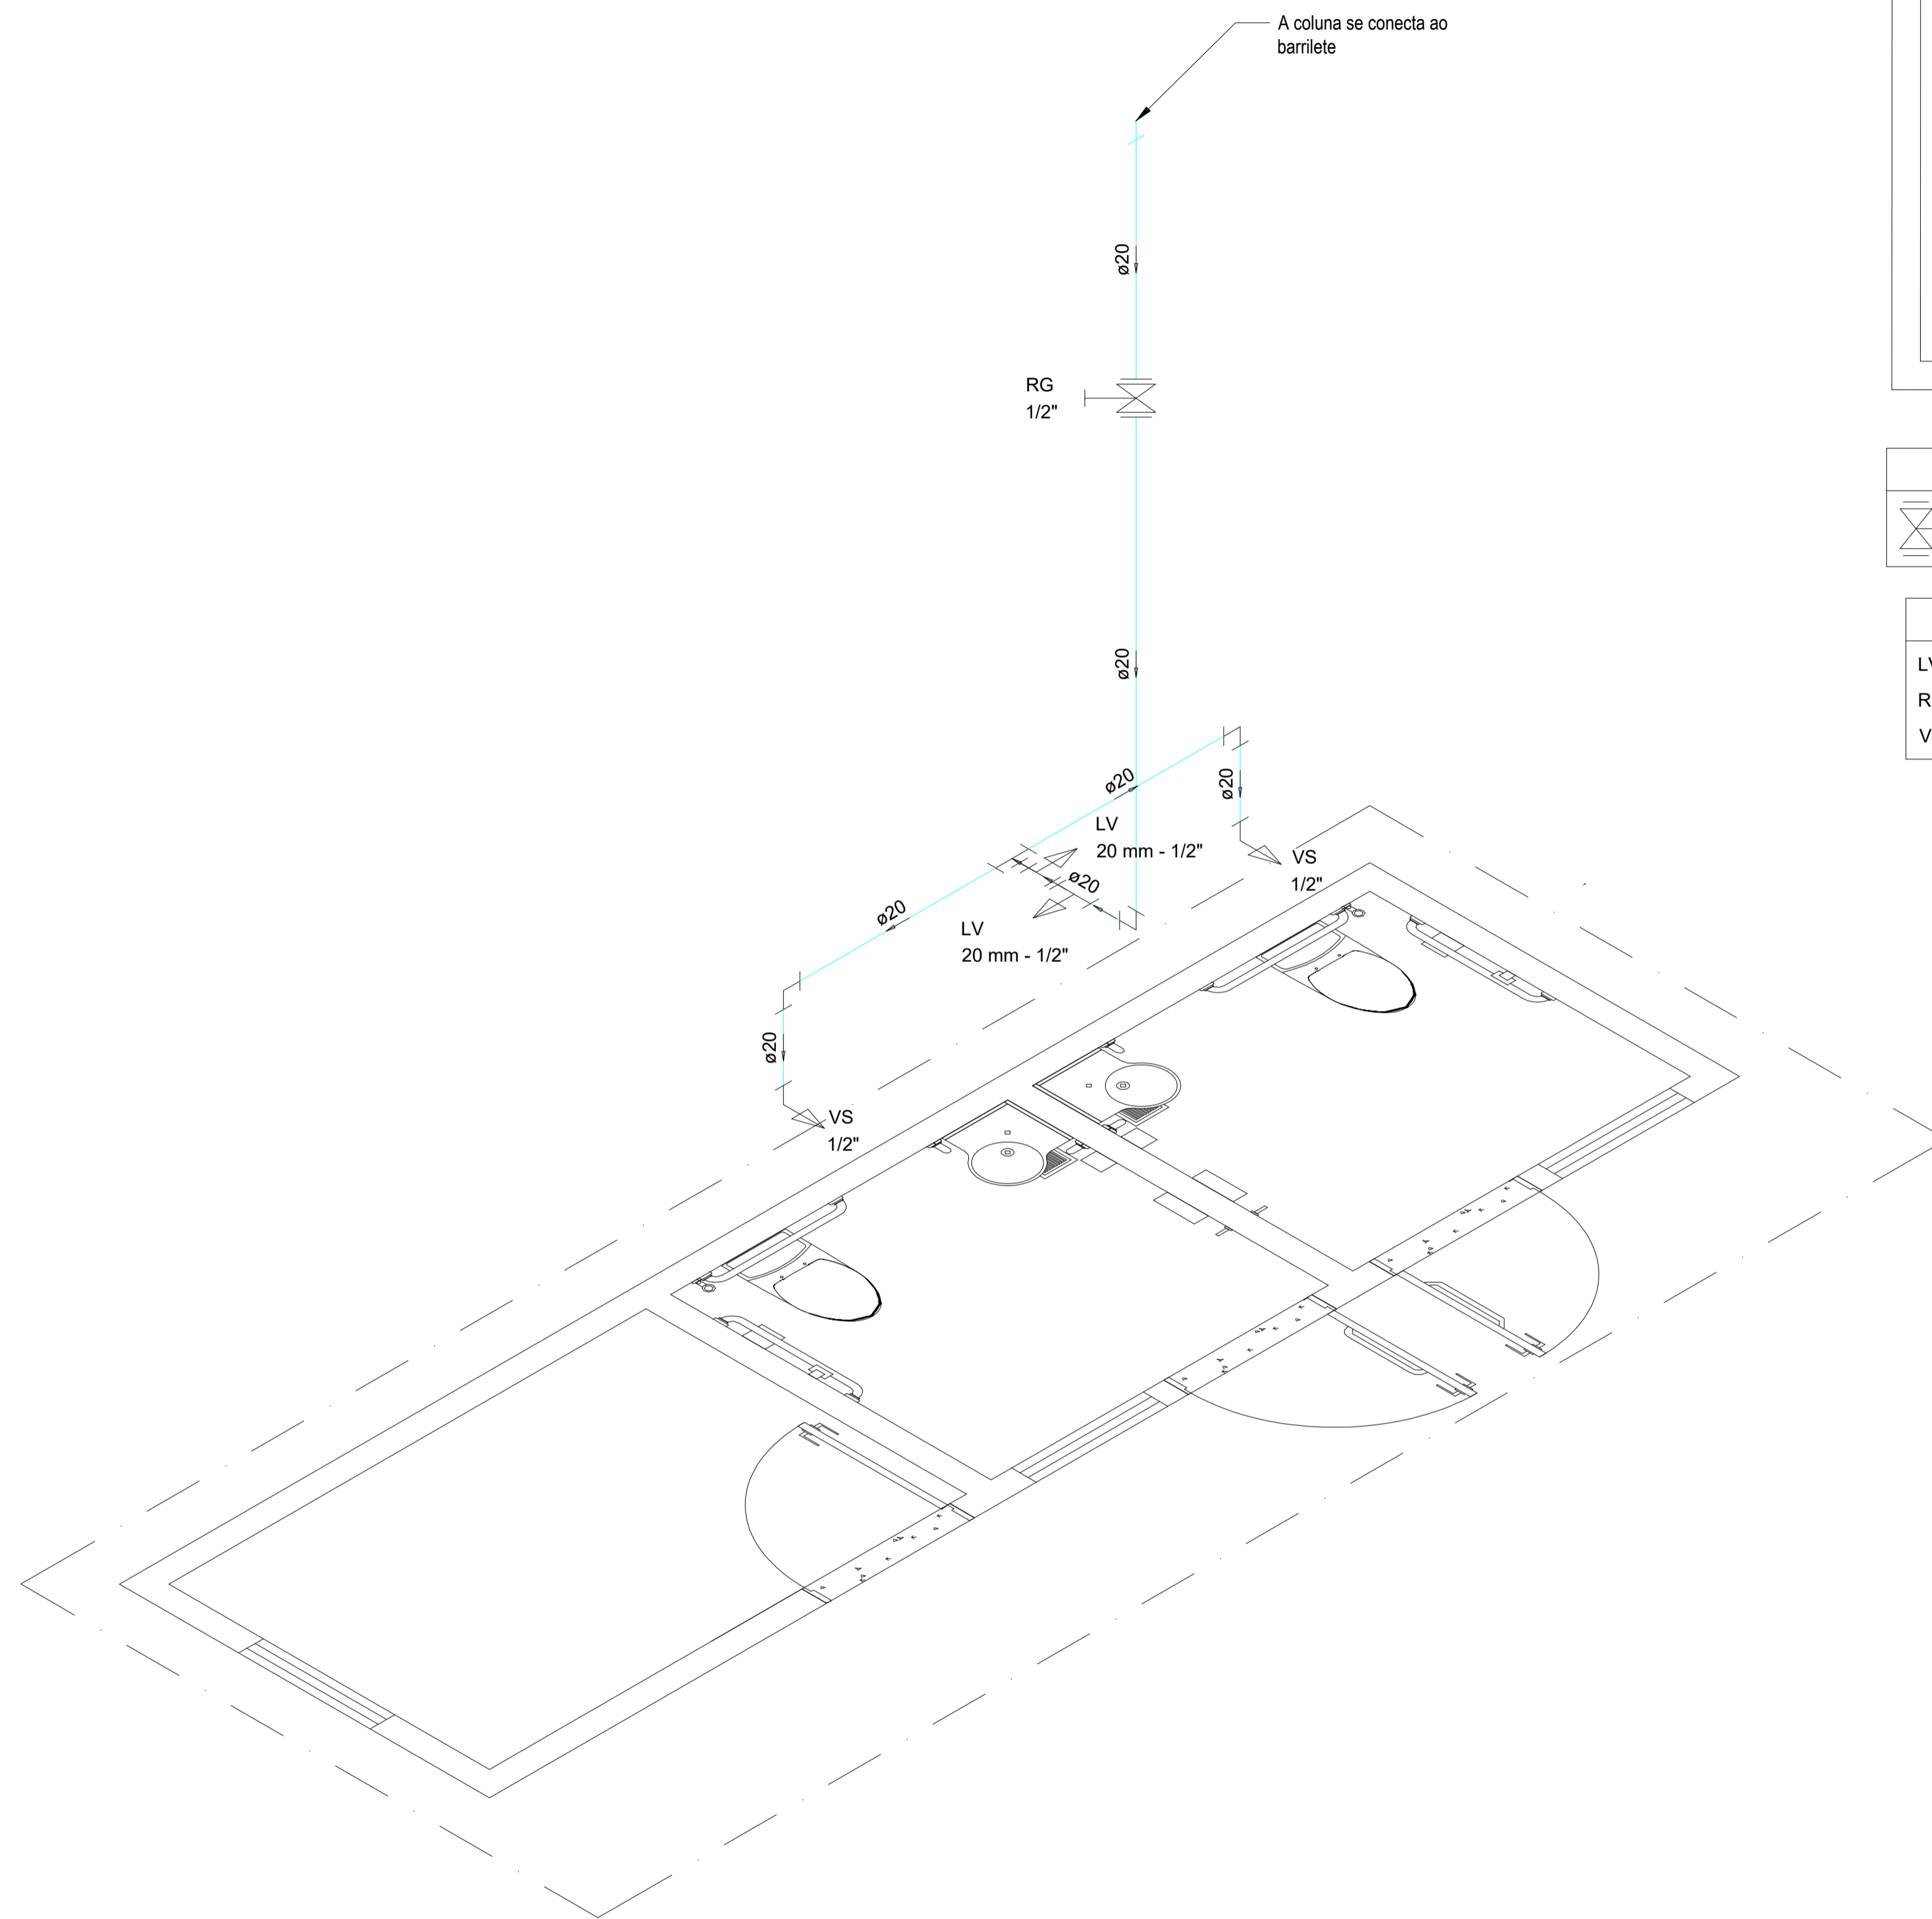 A coluna se conecta ao
barrilete
ø20
RG
1/2"
ø20
ø20
ø20
LV
20 mm - 1/2"
VS
1/2"
ø20
ø20
LV
20 mm - 1/2"
ø20
VS
1/2"